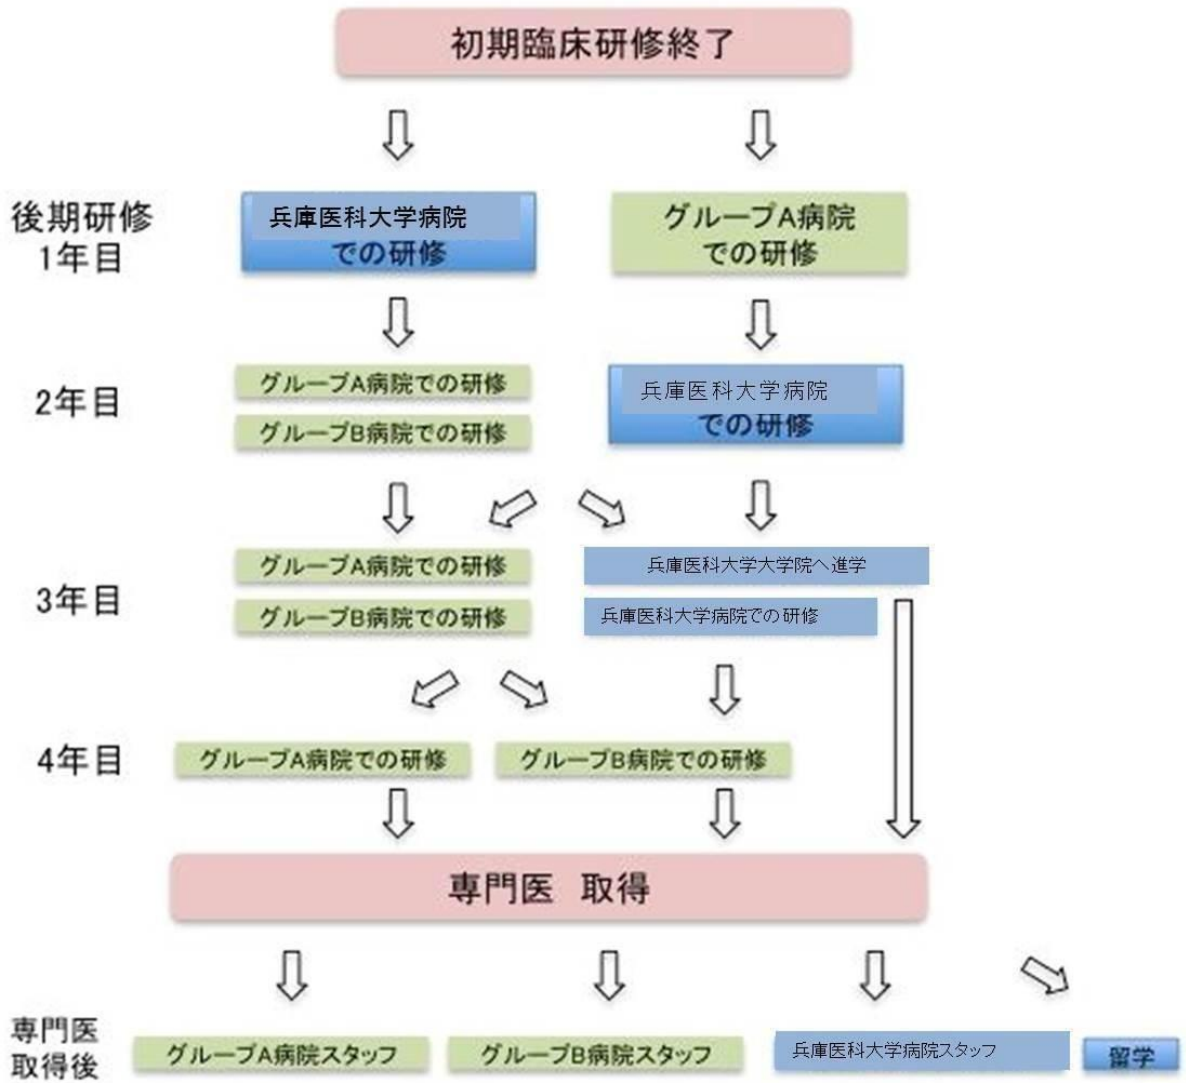 初期臨床研修終了
後期研修
1年目
兵庫医科大学病院
での研修
グループA病院
での研修
2年目
グループA病院での研修
グループB病院での研修
兵庫医科大学病院
での研修
3年目
グループA病院での研修
グループB病院での研修
兵庫医科大学大学院へ進学
兵庫医科大学病院での研修
4年目
グループA病院での研修
グループB病院での研修
専門医 取得
専門医
取得後
グループA病院スタッフ
グループB病院スタッフ
兵庫医科大学病院スタッフ
留学